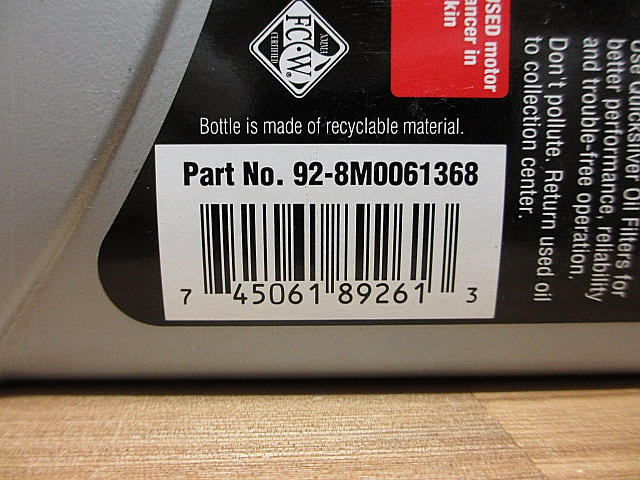 FC-W®
CERTIFIED
NMMA
USED motor
ancer in
kin
Quicksilver Oil Filters for
better performance, reliability
and trouble-free operation.
Don't pollute. Return used oil
to collection center.
Bottle is made of recyclable material.
Part No. 92-8M0061368
7 45061 89261 3